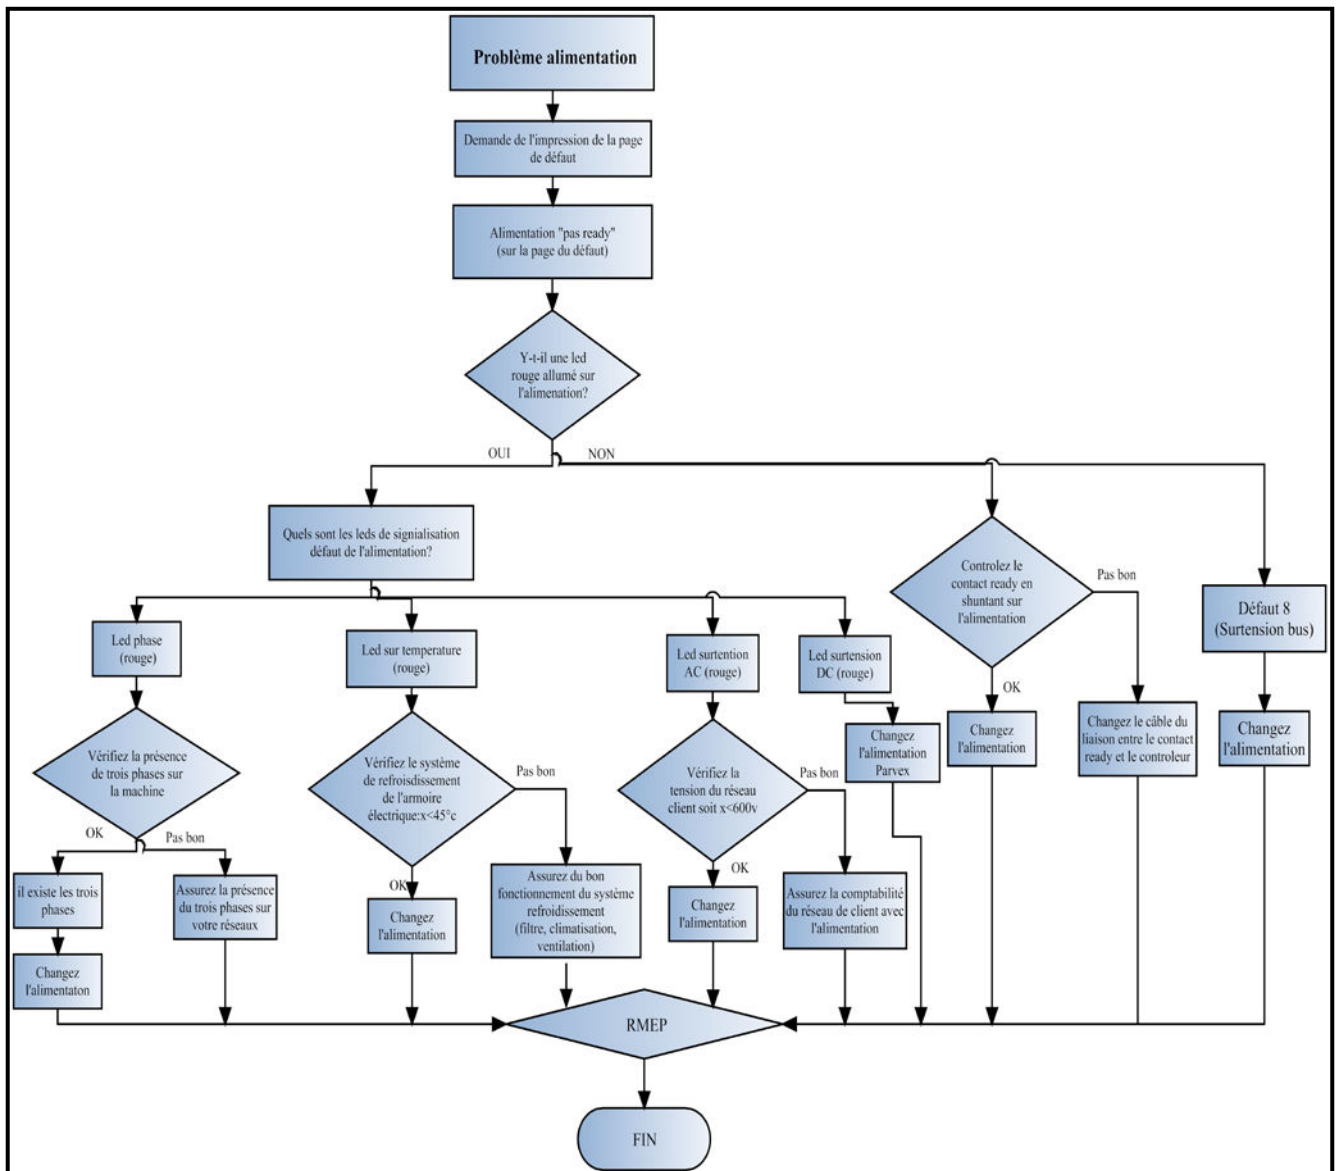 Problème alimentation
Demande de l'impression de la page
de défaut
Alimentation "pas ready"
(sur la page du défaut)
Y-t-il une led
rouge allumé sur
l'alimenation?
OUI
NON
Quels sont les leds de signialisation
défaut de l'alimentation?
Controlez le
contact ready en
shuntant sur
l'alimentation
Pas bon
OK
Défaut 8
(Surtension bus)
Led phase
(rouge)
Led sur temperature
(rouge)
Led surtention
AC (rouge)
Led surtension
DC (rouge)
Changez
l'alimentation
Parvex
Changez
l'alimentation
Changez le câble du
liaison entre le contact
ready et le controleur
Changez
l'alimentation
Vérifiez la présence
de trois phases sur
la machine
OK
Pas bon
Vérifiez le système
de refroisdissement
de l'armoire
électrique:x<45°c
Pas bon
OK
Vérifiez la
tension du réseau
client soit x<600v
Pas bon
OK
il existe les trois
phases
Assurez la présence
du trois phases sur
votre réseaux
Changez
l'alimentation
Assurez du bon
fonctionnement du système
refroidissement
(filtre, climatisation,
ventilation)
Changez
l'alimentation
Assurez la comptabilité
du réseau de client avec
l'alimentation
Changez
l'alimentaton
RMEP
FIN